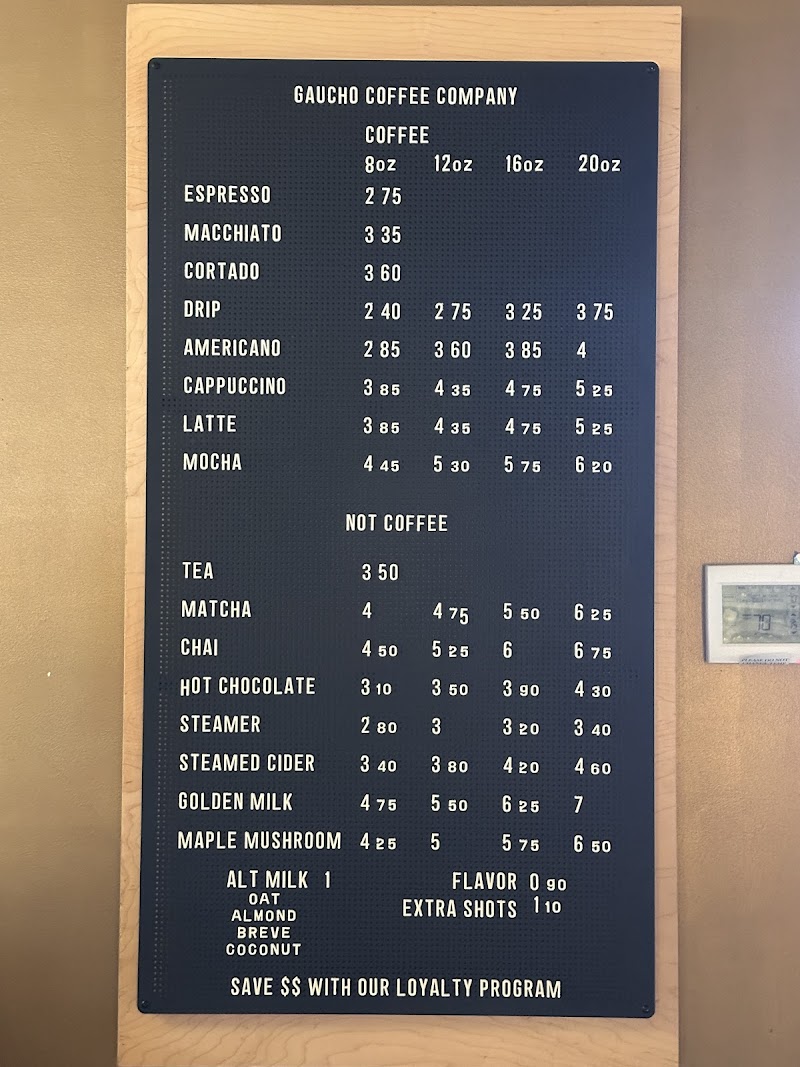 GAUCHO COFFEE COMPANY
COFFEE
8oz 12oz 16oz 20oz
ESPRESSO 2 75
MACCHIATO 3 35
CORTADO 3 60
DRIP 2 40 2 75 3 25 3 75
AMERICANO 2 85 3 60 3 85 4
CAPPUCCINO 3 85 4 35 4 75 5 25
LATTE 3 85 4 35 4 75 5 25
MOCHA 4 45 5 30 5 75 6 20
NOT COFFEE
TEA 3 50
MATCHA 4 4 75 5 50 6 25
CHAI 4 50 5 25 6 6 75
HOT CHOCOLATE 3 10 3 50 3 90 4 30
STEAMER 2 80 3 3 20 3 40
STEAMED CIDER 3 40 3 80 4 20 4 60
GOLDEN MILK 4 75 5 50 6 25 7
MAPLE MUSHROOM 4 25 5 5 75 6 50
ALT MILK 1 FLAVOR 0 90
OAT EXTRA SHOTS 1 10
ALMOND
BREVE
COCONUT
SAVE $$ WITH OUR LOYALTY PROGRAM
70
PLEASE DO NOT